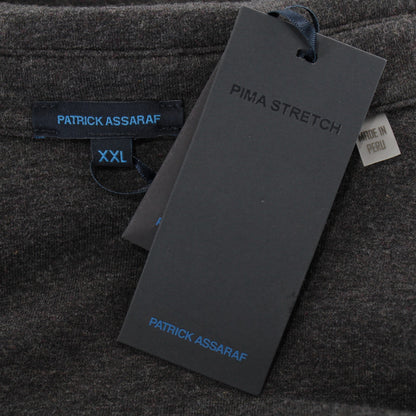 PATRICK ASSARAF
XXL
PIMA STRETCH
PATRICK ASSARAF
MADE IN
PERU